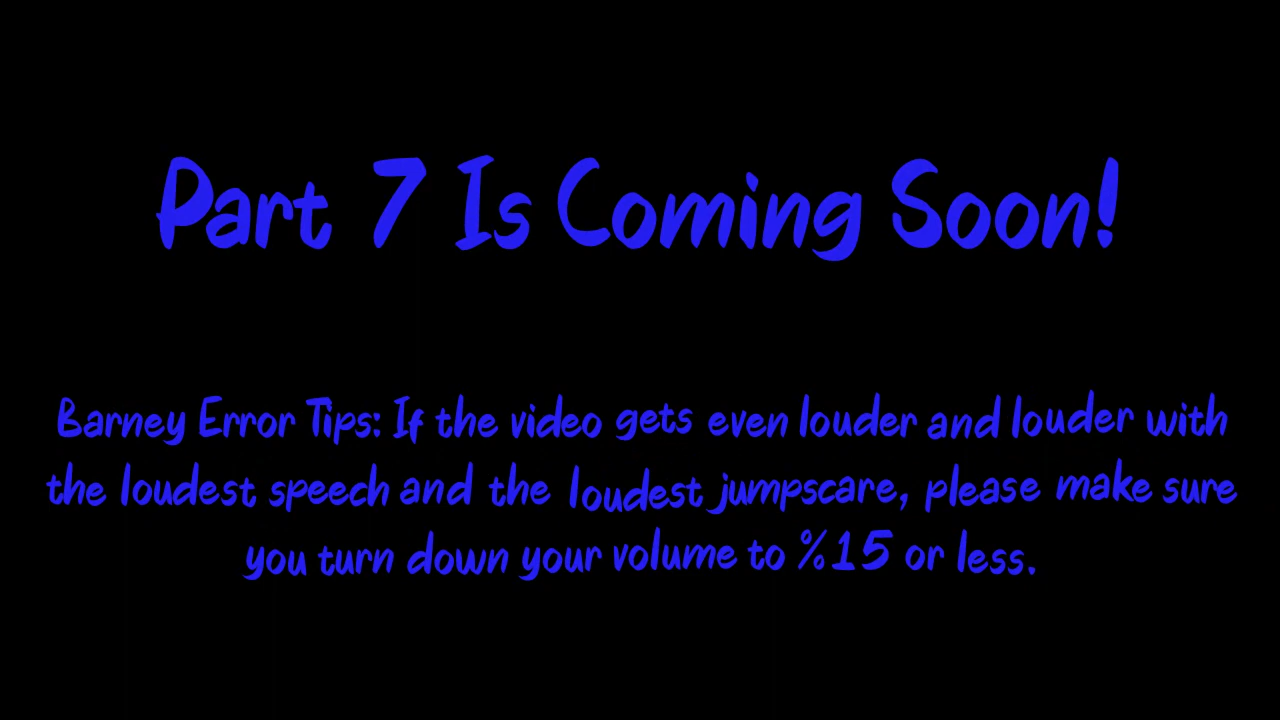 Part 7 Is Coming Soon!
Barney Error Tips: If the video gets even louder and louder with
the loudest speech and the loudest jumpscare, please make sure
you turn down your volume to %15 or less.